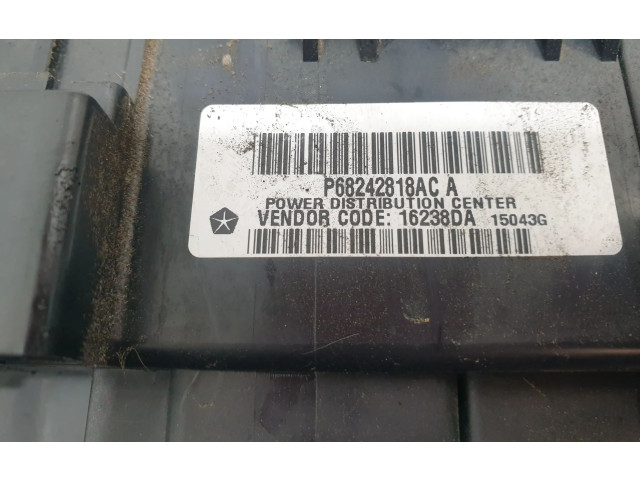 P68242818AC A
POWER DISTRIBUTION CENTER
VENDOR CODE: 16238DA 15043G